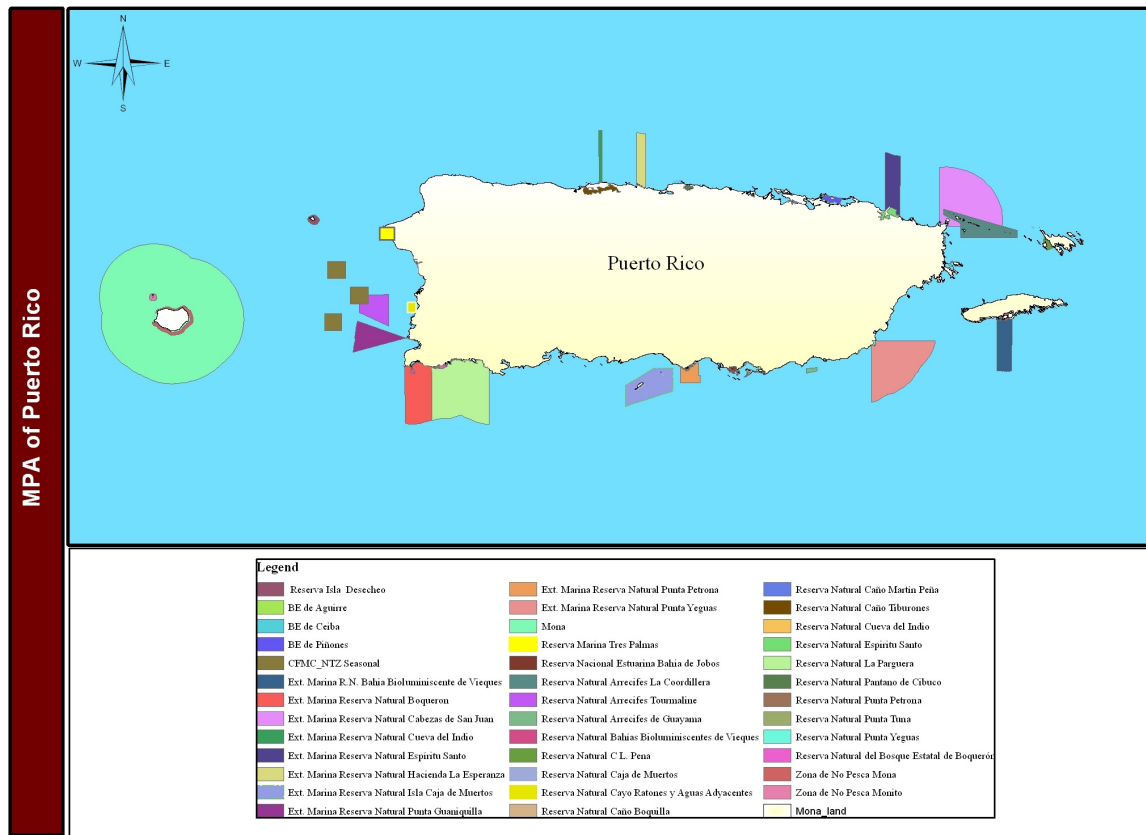 N
W E
S
MPA of Puerto Rico
Puerto Rico
Legend
Reserva Isla Desecheo
BE de Aguirre
BE de Ceiba
BE de Piñones
CFMC_NTZ Seasonal
Ext. Marina R.N. Bahia Bioluminiscente de Vieques
Ext. Marina Reserva Natural Boqueron
Ext. Marina Reserva Natural Cabezas de San Juan
Ext. Marina Reserva Natural Cueva del Indio
Ext. Marina Reserva Natural Espiritu Santo
Ext. Marina Reserva Natural Hacienda La Esperanza
Ext. Marina Reserva Natural Isla Caja de Muertos
Ext. Marina Reserva Natural Punta Guaniquilla
Ext. Marina Reserva Natural Punta Petrona
Ext. Marina Reserva Natural Punta Yeguas
Mona
Reserva Marina Tres Palmas
Reserva Nacional Estuarina Bahia de Jobos
Reserva Natural Arrecifes La Coordillera
Reserva Natural Arrecifes Tourmaline
Reserva Natural Arrecifes de Guayama
Reserva Natural Bahias Bioluminiscentes de Vieques
Reserva Natural C L. Pena
Reserva Natural Caja de Muertos
Reserva Natural Cayo Ratones y Aguas Adyacentes
Reserva Natural Caño Boquilla
Reserva Natural Caño Martin Peña
Reserva Natural Caño Tiburones
Reserva Natural Cueva del Indio
Reserva Natural Espiritu Santo
Reserva Natural La Parguera
Reserva Natural Pantano de Cibuco
Reserva Natural Punta Petrona
Reserva Natural Punta Tuna
Reserva Natural Punta Yeguas
Reserva Natural del Bosque Estatal de Boquerón
Zona de No Pesca Mona
Zona de No Pesca Monito
Mona_land